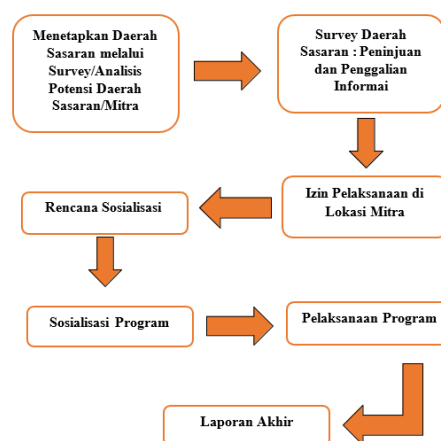 Menetapkan Daerah
Sasaran melalui
Survey/Analisis
Potensi Daerah
Sasaran/Mitra
Survey Daerah
Sasaran : Peninjuan
dan Penggalian
Informai
Izin Pelaksanaan di
Lokasi Mitra
Rencana Sosialisasi
Sosialisasi Program
Pelaksanaan Program
Laporan Akhir